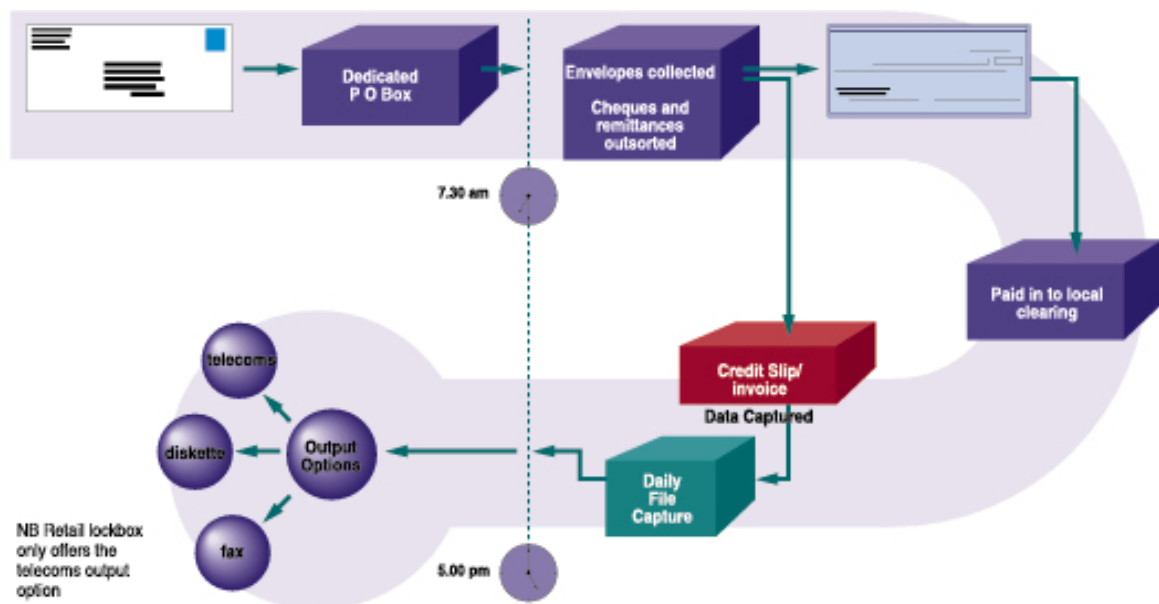 Dedicated
P O Box
Envelopes collected
Cheques and
remittances
outsorted
7.30 am
Paid in to local
clearing
Credit Slip/
invoice
Data Captured
Daily
File
Capture
Output
Options
telecoms
diskette
fax
5.00 pm
NB Retail lockbox
only offers the
telecoms output
option